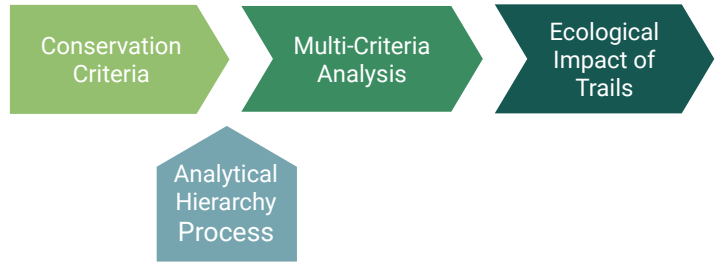 Conservation
Criteria
Multi-Criteria
Analysis
Ecological
Impact of
Trails
Analytical
Hierarchy
Process